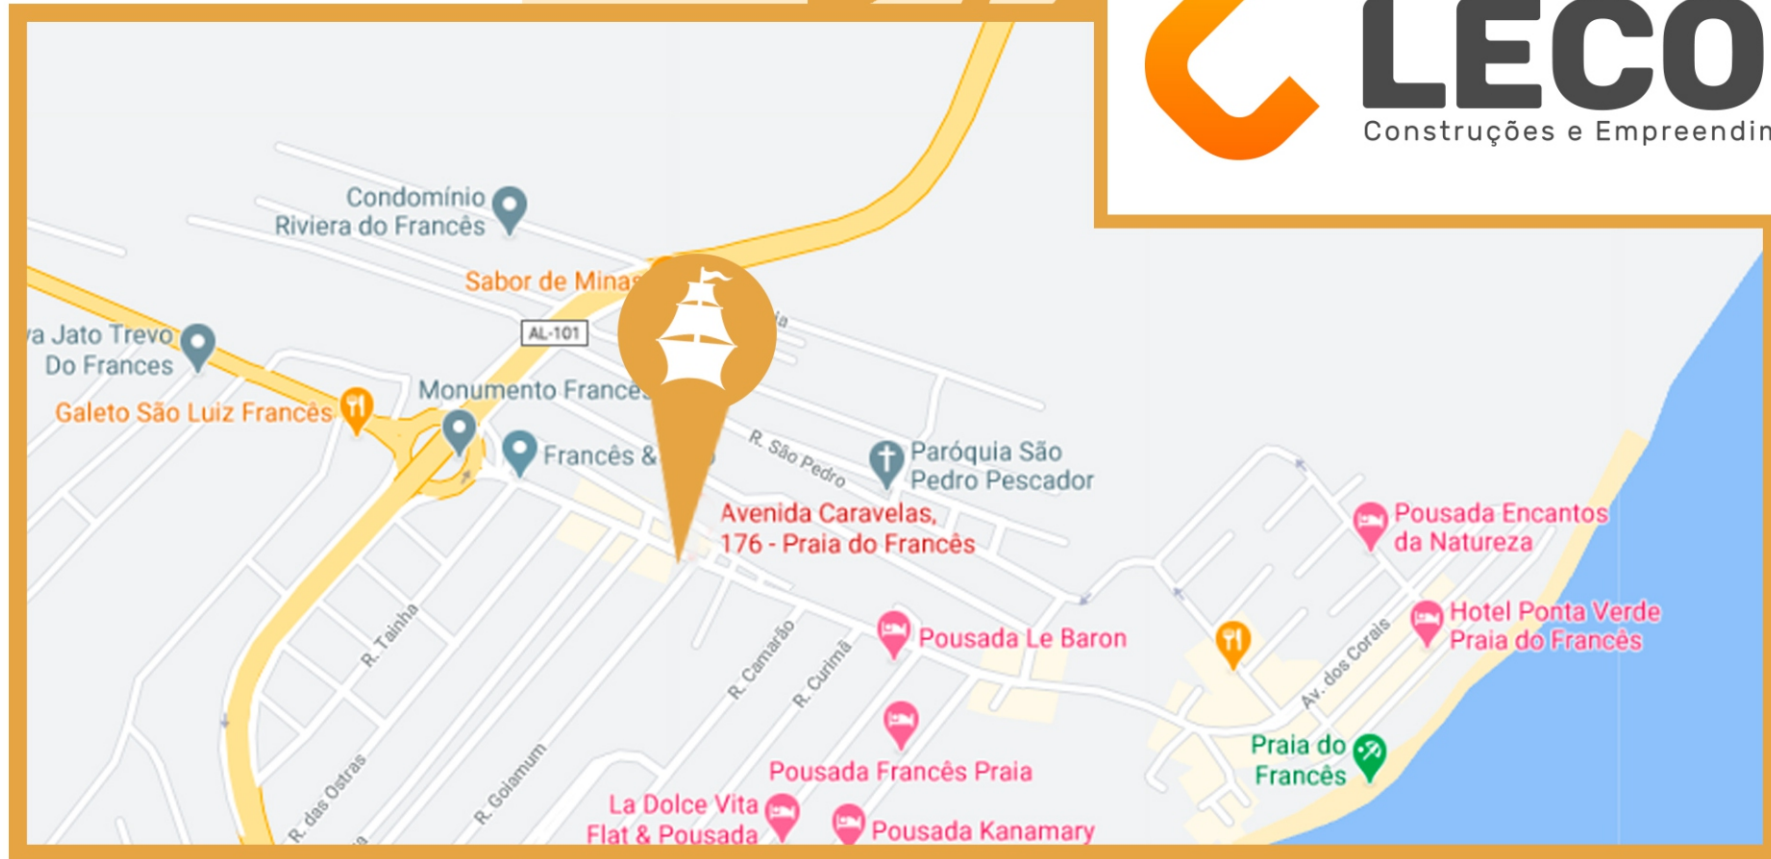 LECO
Construções e Empreendim
Condomínio
Riviera do Francês
Sabor de Minas
AL-101
va Jato Trevo
Do Frances
Galeto São Luiz Francês
Monumento France
Francês &
R. São Pedro
Paróquia São
Pedro Pescador
Avenida Caravelas,
176 - Praia do Francês
Pousada Encantos
da Natureza
Hotel Ponta Verde
Praia do Francês
Pousada Le Baron
R. Tainha
R. Camarão
R. Curimã
Av. dos Corais
Praia do
Francês
Pousada Francês Praia
R. das Ostras
R. Goiamum
La Dolce Vita
Flat & Pousada
Pousada Kanamary